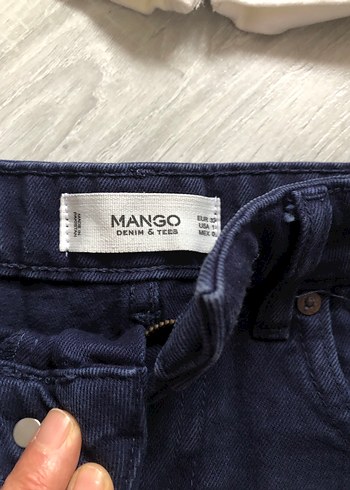 MANGO
DENIM & TEES
EUR
USA
MEX